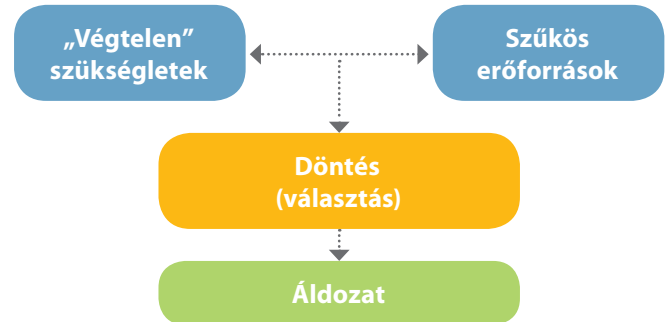 „Végtelen”
szükségletek
Szűkös
erőforrások
Döntés
(választás)
Áldozat